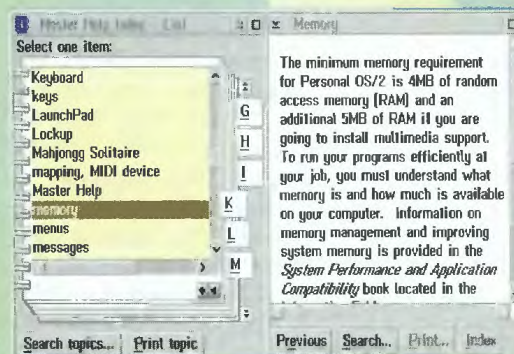 Master Help Index - List
Select one item:
Keyboard
keys
LaunchPad
Lockup
Mahjongg Solitaire
mapping, MIDI device
Master Help
memory
menus
messages
G
H
I
K
L
M
Search topics...
Print topic
Memory
The minimum memory requirement
for Personal OS/2 is 4MB of random
access memory (RAM) and an
additional 5MB of RAM if you are
going to install multimedia support.
To run your programs efficiently at
your job, you must understand what
memory is and how much is available
on your computer. Information on
memory management and improving
system memory is provided in the
System Performance and Application
Compatibility book located in the
Previous
Search...
Print...
Index